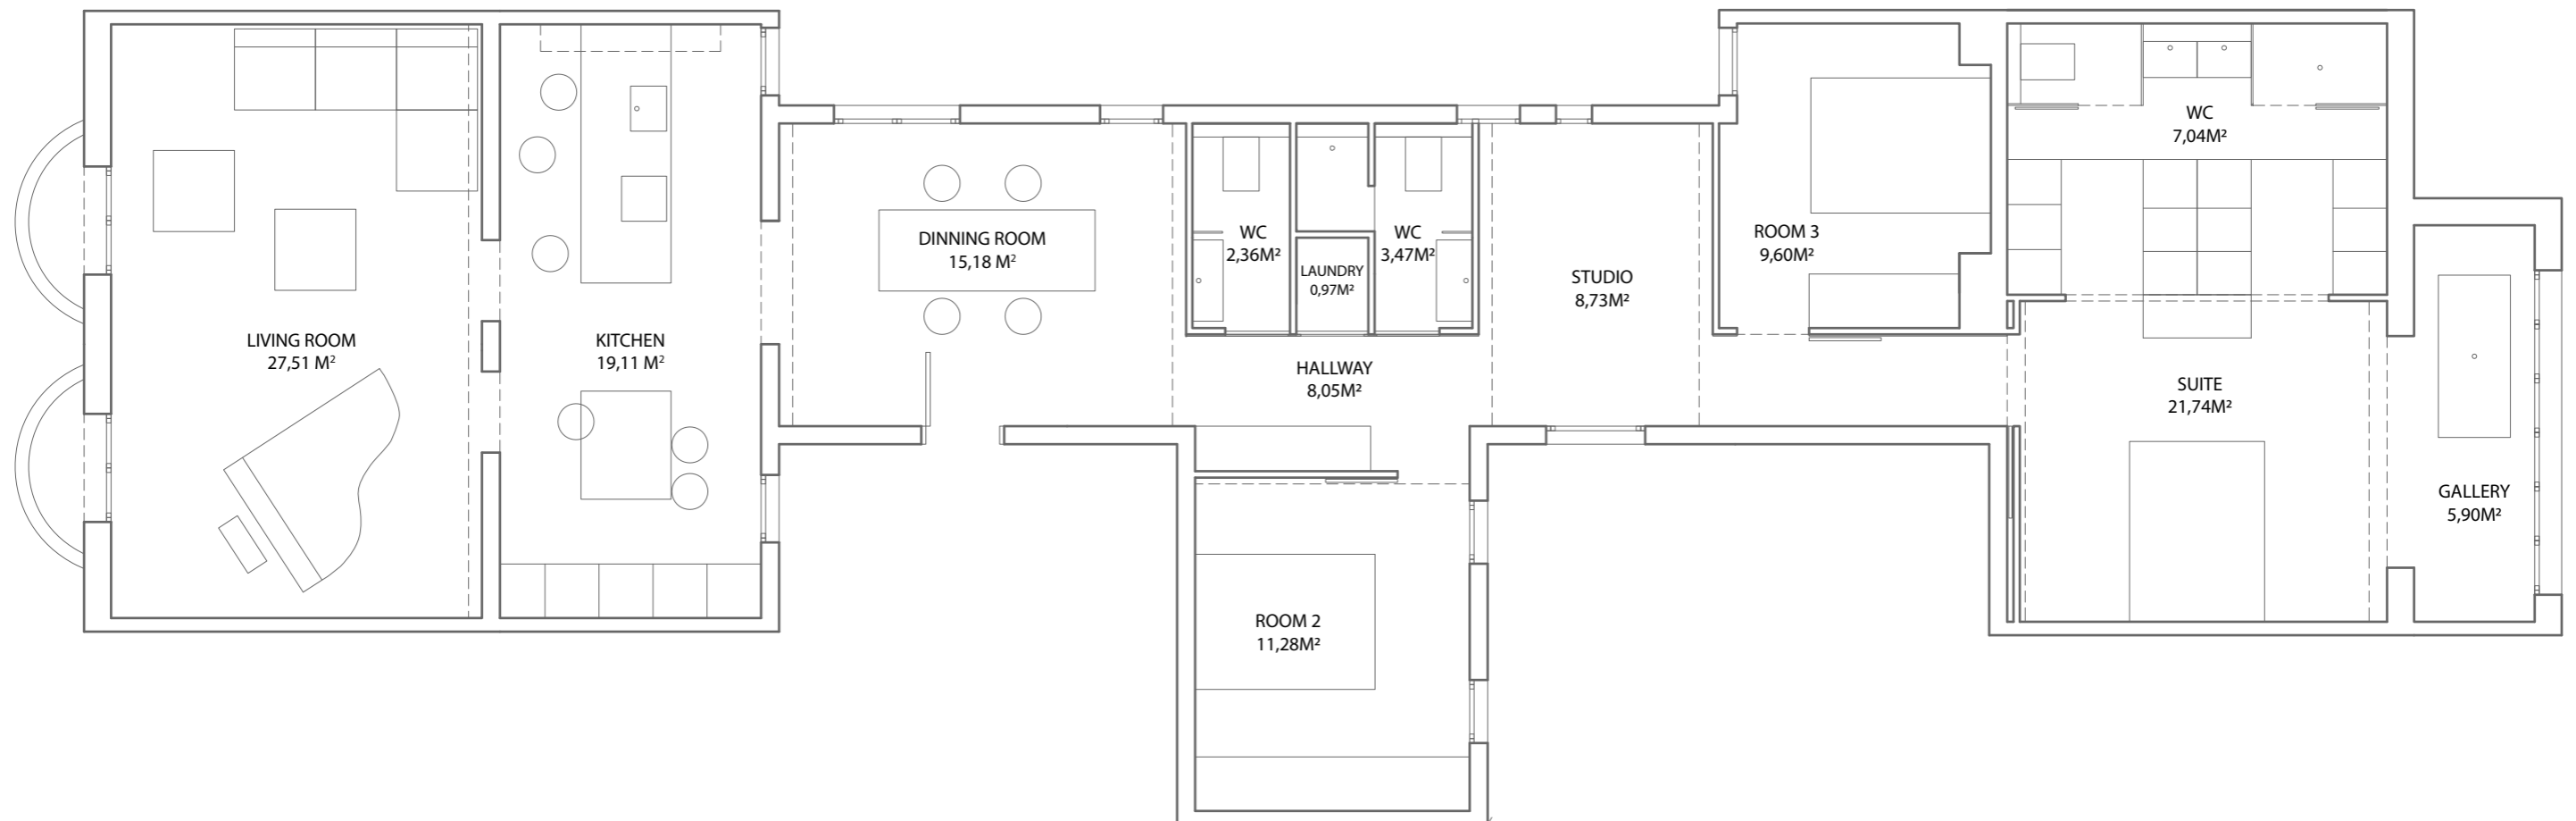 LIVING ROOM
27,51 M²
KITCHEN
19,11 M²
DINNING ROOM
15,18 M²
WC
2,36M²
LAUNDRY
0,97M²
WC
3,47M²
HALLWAY
8,05M²
ROOM 2
11,28M²
STUDIO
8,73M²
ROOM 3
9,60M²
WC
7,04M²
SUITE
21,74M²
GALLERY
5,90M²